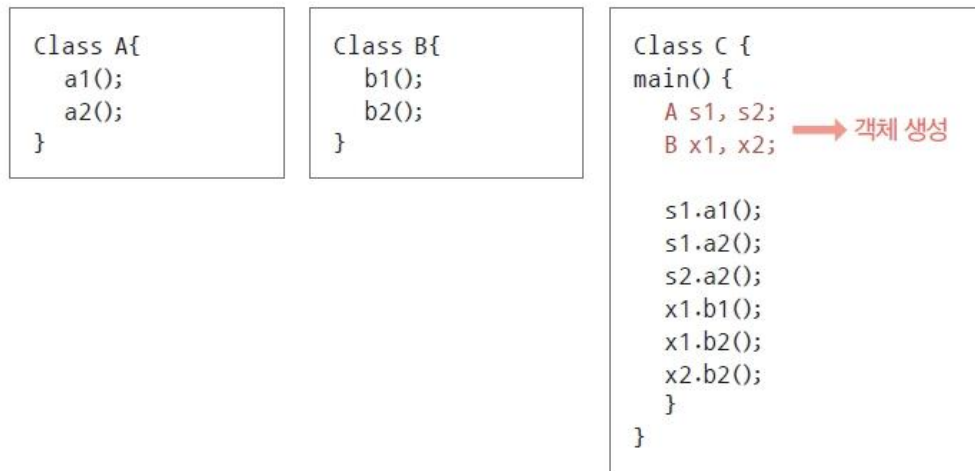 Class A{
a1();
a2();
}
Class B{
b1();
b2();
}
Class C {
main() {
A s1, s2;
B x1, x2;
객체 생성
s1.a1();
s1.a2();
s2.a2();
x1.b1();
x1.b2();
x2.b2();
}
}